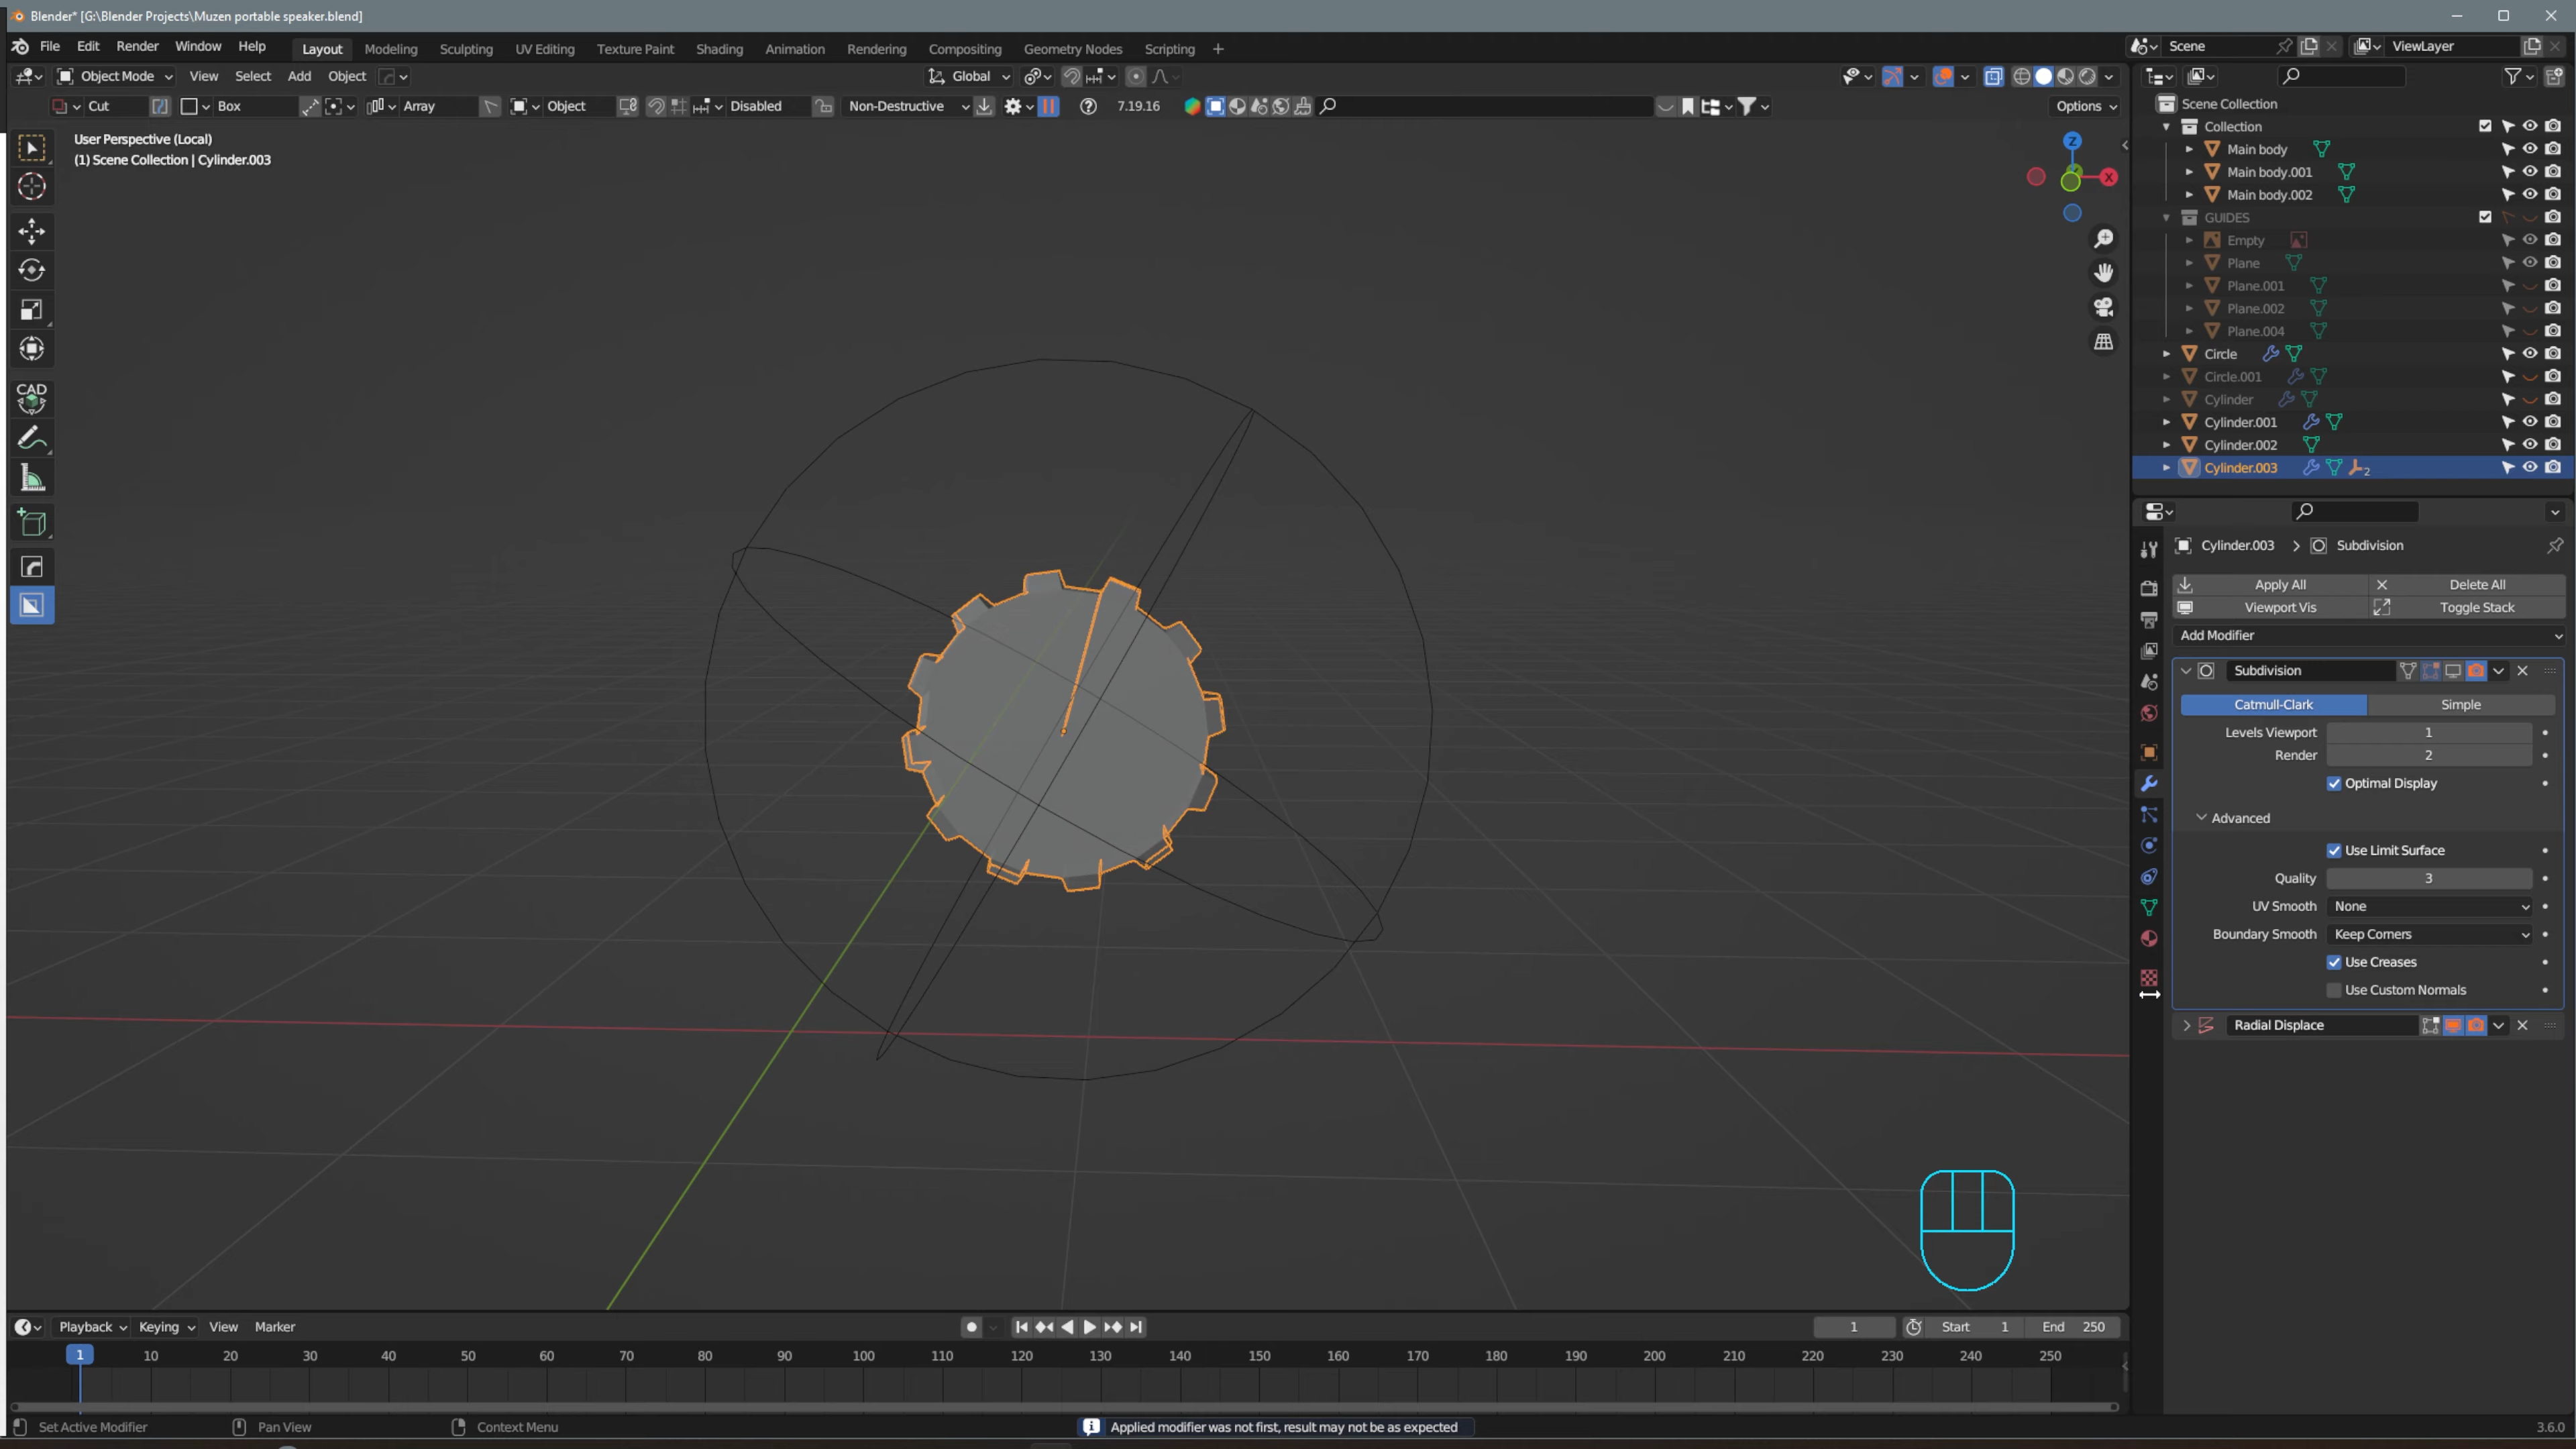 Blender* [G:\Blender Projects\Muzen portable speaker.blend]
File Edit Render Window Help Layout Modeling Sculpting UV Editing Texture Paint Shading Animation Rendering Compositing Geometry Nodes Scripting + Scene ViewLayer
Object Mode View Select Add Object Global
Cut Box Array Object Disabled Non-Destructive 7.19.16 Options
User Perspective (Local)
(1) Scene Collection | Cylinder.003
Z
X
CAD
Scene Collection
Collection
Main body
Main body.001
Main body.002
GUIDES
Empty
Plane
Plane.001
Plane.002
Plane.004
Circle
Circle.001
Cylinder
Cylinder.001
Cylinder.002
Cylinder.003 2
Cylinder.003 > Subdivision
Apply All Delete All
Viewport Vis Toggle Stack
Add Modifier
Subdivision
Catmull-Clark Simple
Levels Viewport 1
Render 2
Optimal Display
Advanced
Use Limit Surface
Quality 3
UV Smooth None
Boundary Smooth Keep Corners
Use Creases
Use Custom Normals
Radial Displace
Playback Keying View Marker 1 Start 1 End 250
1 10 20 30 40 50 60 70 80 90 100 110 120 130 140 150 160 170 180 190 200 210 220 230 240 250
Set Active Modifier Pan View Context Menu Applied modifier was not first, result may not be as expected 3.6.0